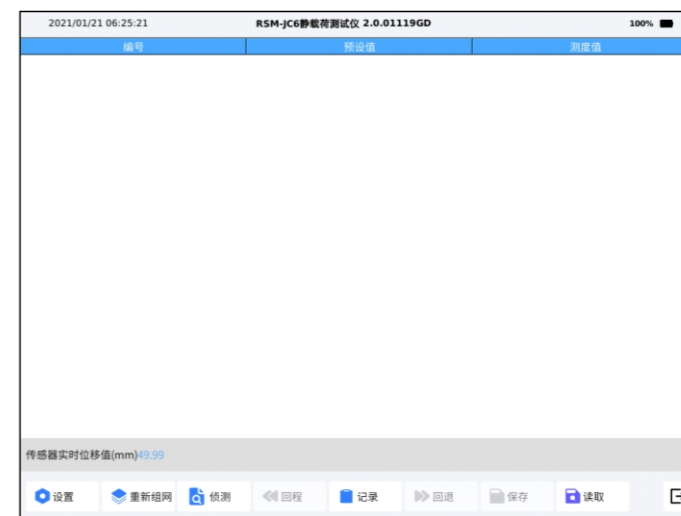 2021/01/21 06:25:21 RSM-JC6静载荷测试仪 2.0.01119GD 100%
编号 预设值 测度值
传感器实时位移值(mm)49.99
设置 重新组网 侦测 回程 记录 回退 保存 读取